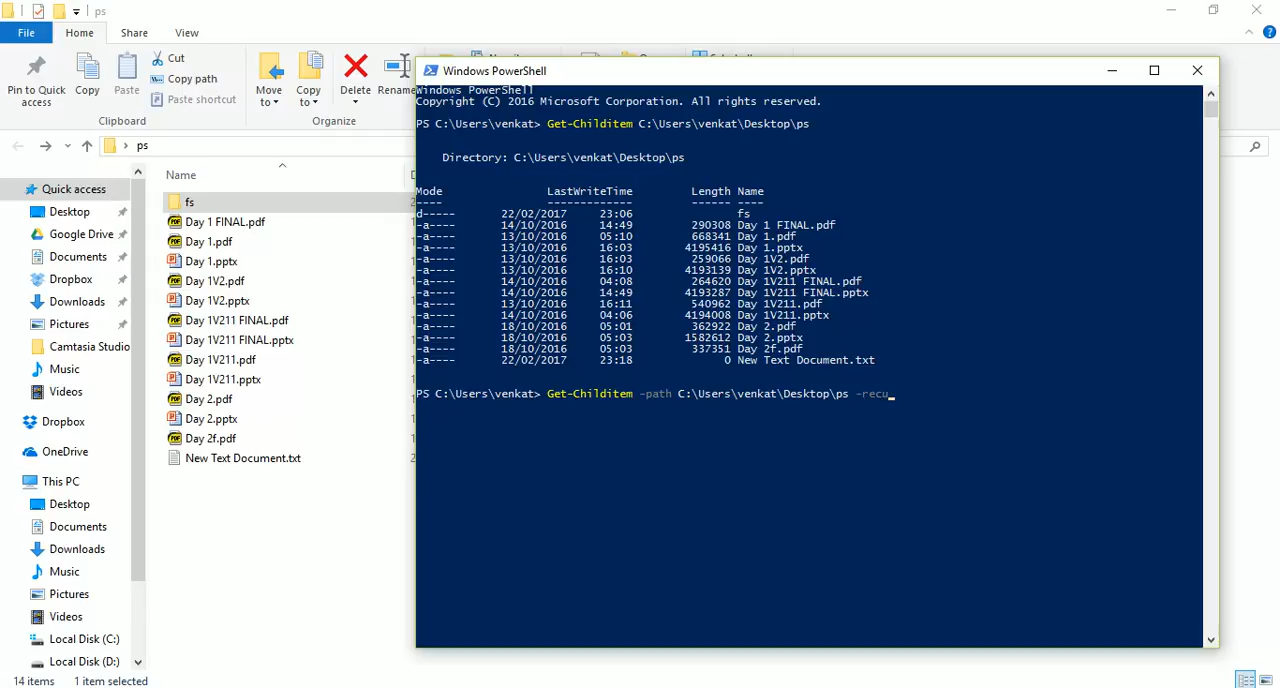 ps
File
Home
Share
View
Pin to Quick access
Copy
Paste
Cut
Copy path
Paste shortcut
Clipboard
Move to
Copy to
Delete
Rename
Organize
ps
Name
Quick access
Desktop
Google Drive
Documents
Dropbox
Downloads
Pictures
Camtasia Studio
Music
Videos
Dropbox
OneDrive
This PC
Desktop
Documents
Downloads
Music
Pictures
Videos
Local Disk (C:)
Local Disk (D:)
fs
Day 1 FINAL.pdf
Day 1.pdf
Day 1.pptx
Day 1V2.pdf
Day 1V2.pptx
Day 1V211 FINAL.pdf
Day 1V211 FINAL.pptx
Day 1V211.pdf
Day 1V211.pptx
Day 2.pdf
Day 2.pptx
Day 2f.pdf
New Text Document.txt
14 items 1 item selected
Windows PowerShell
Windows PowerShell
Copyright (C) 2016 Microsoft Corporation. All rights reserved.
PS C:\Users\venkat> Get-Childitem C:\Users\venkat\Desktop\ps
Directory: C:\Users\venkat\Desktop\ps
Mode LastWriteTime Length Name
---- ------------- ------ ----
d----- 22/02/2017 23:06 fs
-a---- 14/10/2016 14:49 290308 Day 1 FINAL.pdf
-a---- 13/10/2016 05:10 668341 Day 1.pdf
-a---- 13/10/2016 16:03 4195416 Day 1.pptx
-a---- 13/10/2016 16:03 259066 Day 1V2.pdf
-a---- 13/10/2016 16:10 4193139 Day 1V2.pptx
-a---- 14/10/2016 04:08 264620 Day 1V211 FINAL.pdf
-a---- 14/10/2016 14:49 4193287 Day 1V211 FINAL.pptx
-a---- 13/10/2016 16:11 540962 Day 1V211.pdf
-a---- 14/10/2016 04:06 4194008 Day 1V211.pptx
-a---- 18/10/2016 05:01 362922 Day 2.pdf
-a---- 18/10/2016 05:03 1582612 Day 2.pptx
-a---- 18/10/2016 05:03 337351 Day 2f.pdf
-a---- 22/02/2017 23:18 0 New Text Document.txt
PS C:\Users\venkat> Get-Childitem -path C:\Users\venkat\Desktop\ps -recu_